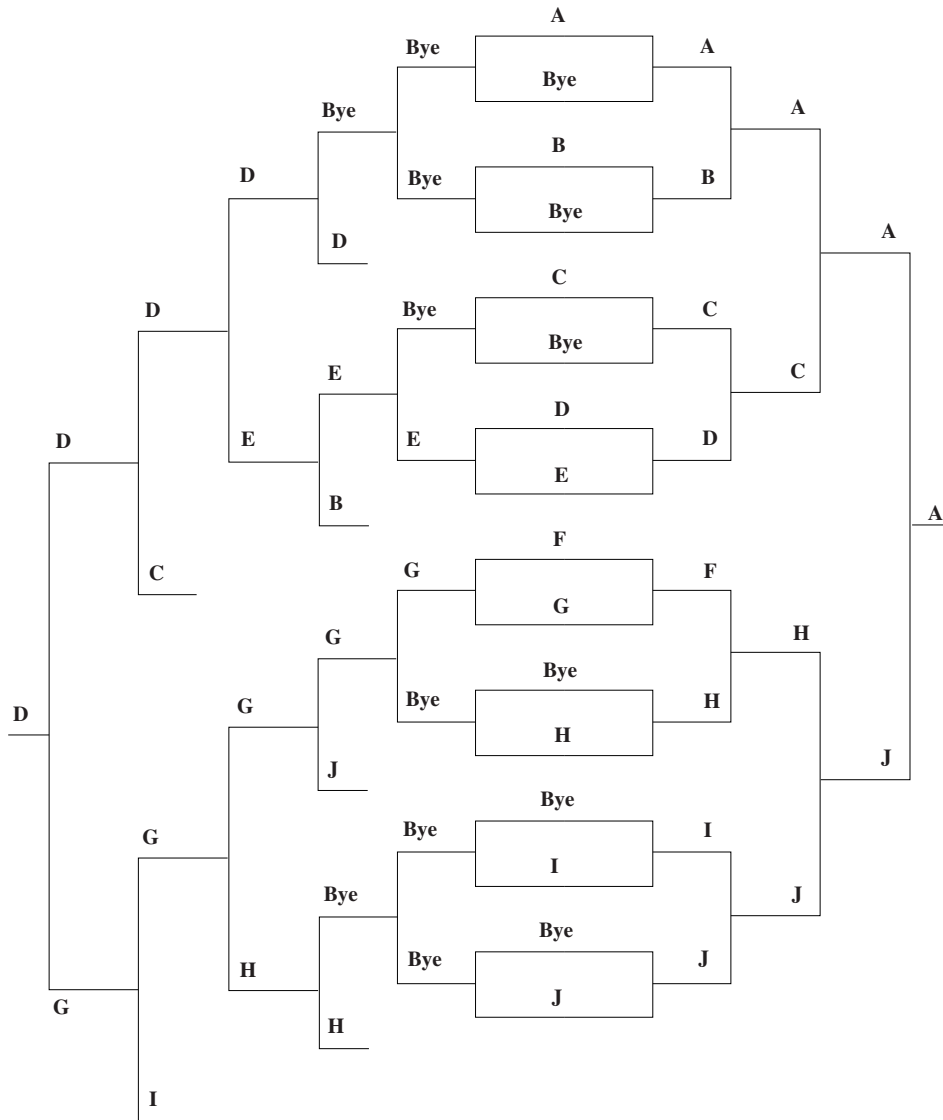 A
Bye A
Bye
Bye A
B
D Bye B
Bye
D A
C
D Bye C
Bye
E C
D
D E E D
E
B A
F
C G F
G
G H
Bye
D G Bye H
H
J J
Bye
G Bye I
I
Bye J
Bye
H Bye J
J
G
H
I